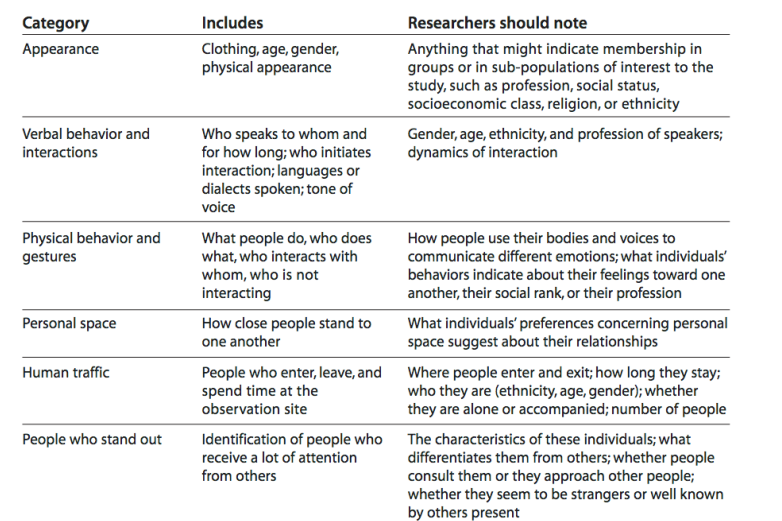 Category Includes Researchers should note
Appearance Clothing, age, gender, Anything that might indicate membership in
physical appearance groups or in sub-populations of interest to the
study, such as profession, social status,
socioeconomic class, religion, or ethnicity
Verbal behavior and Who speaks to whom and Gender, age, ethnicity, and profession of speakers;
interactions for how long; who initiates dynamics of interaction
interaction; languages or
dialects spoken; tone of
voice
Physical behavior and What people do, who does How people use their bodies and voices to
gestures what, who interacts with communicate different emotions; what individuals’
whom, who is not behaviors indicate about their feelings toward one
interacting another, their social rank, or their profession
Personal space How close people stand to What individuals’ preferences concerning personal
one another space suggest about their relationships
Human traffic People who enter, leave, and Where people enter and exit; how long they stay;
spend time at the who they are (ethnicity, age, gender); whether
observation site they are alone or accompanied; number of people
People who stand out Identification of people who The characteristics of these individuals; what
receive a lot of attention differentiates them from others; whether people
from others consult them or they approach other people;
whether they seem to be strangers or well known
by others present